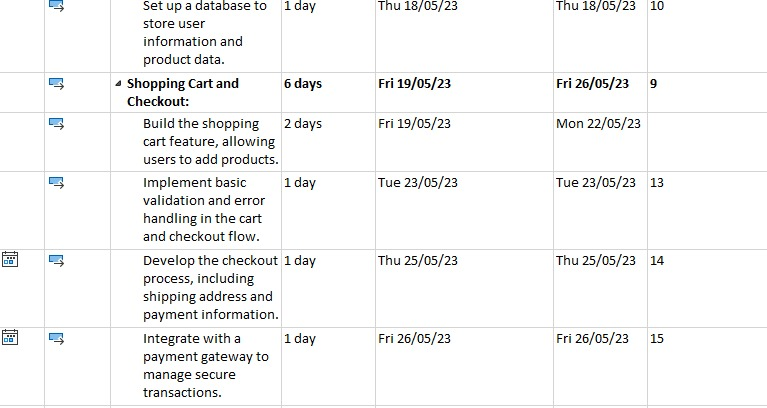 Set up a database to 1 day Thu 18/05/23 Thu 18/05/23 10
store user
information and
product data.
Shopping Cart and 6 days Fri 19/05/23 Fri 26/05/23 9
Checkout:
Build the shopping 2 days Fri 19/05/23 Mon 22/05/23
cart feature, allowing
users to add products.
Implement basic 1 day Tue 23/05/23 Tue 23/05/23 13
validation and error
handling in the cart
and checkout flow.
Develop the checkout 1 day Thu 25/05/23 Thu 25/05/23 14
process, including
shipping address and
payment information.
Integrate with a 1 day Fri 26/05/23 Fri 26/05/23 15
payment gateway to
manage secure
transactions.